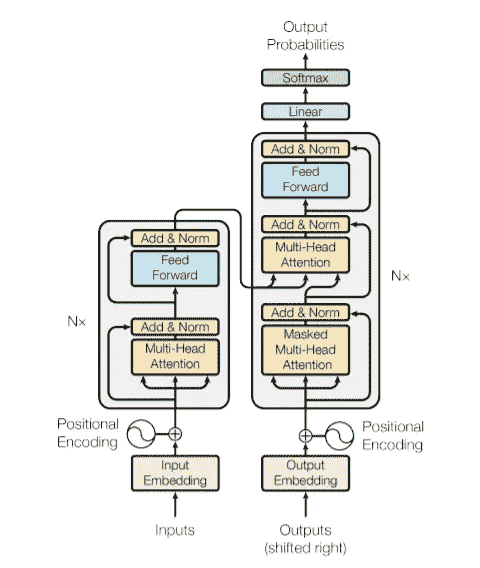 Output
Probabilities
Softmax
Linear
Add & Norm
Feed
Forward
Add & Norm
Multi-Head
Attention
Add & Norm
Masked
Multi-Head
Attention
N×
Add & Norm
Feed
Forward
Add & Norm
Multi-Head
Attention
N×
Positional
Encoding
Positional
Encoding
Input
Embedding
Output
Embedding
Inputs
Outputs
(shifted right)